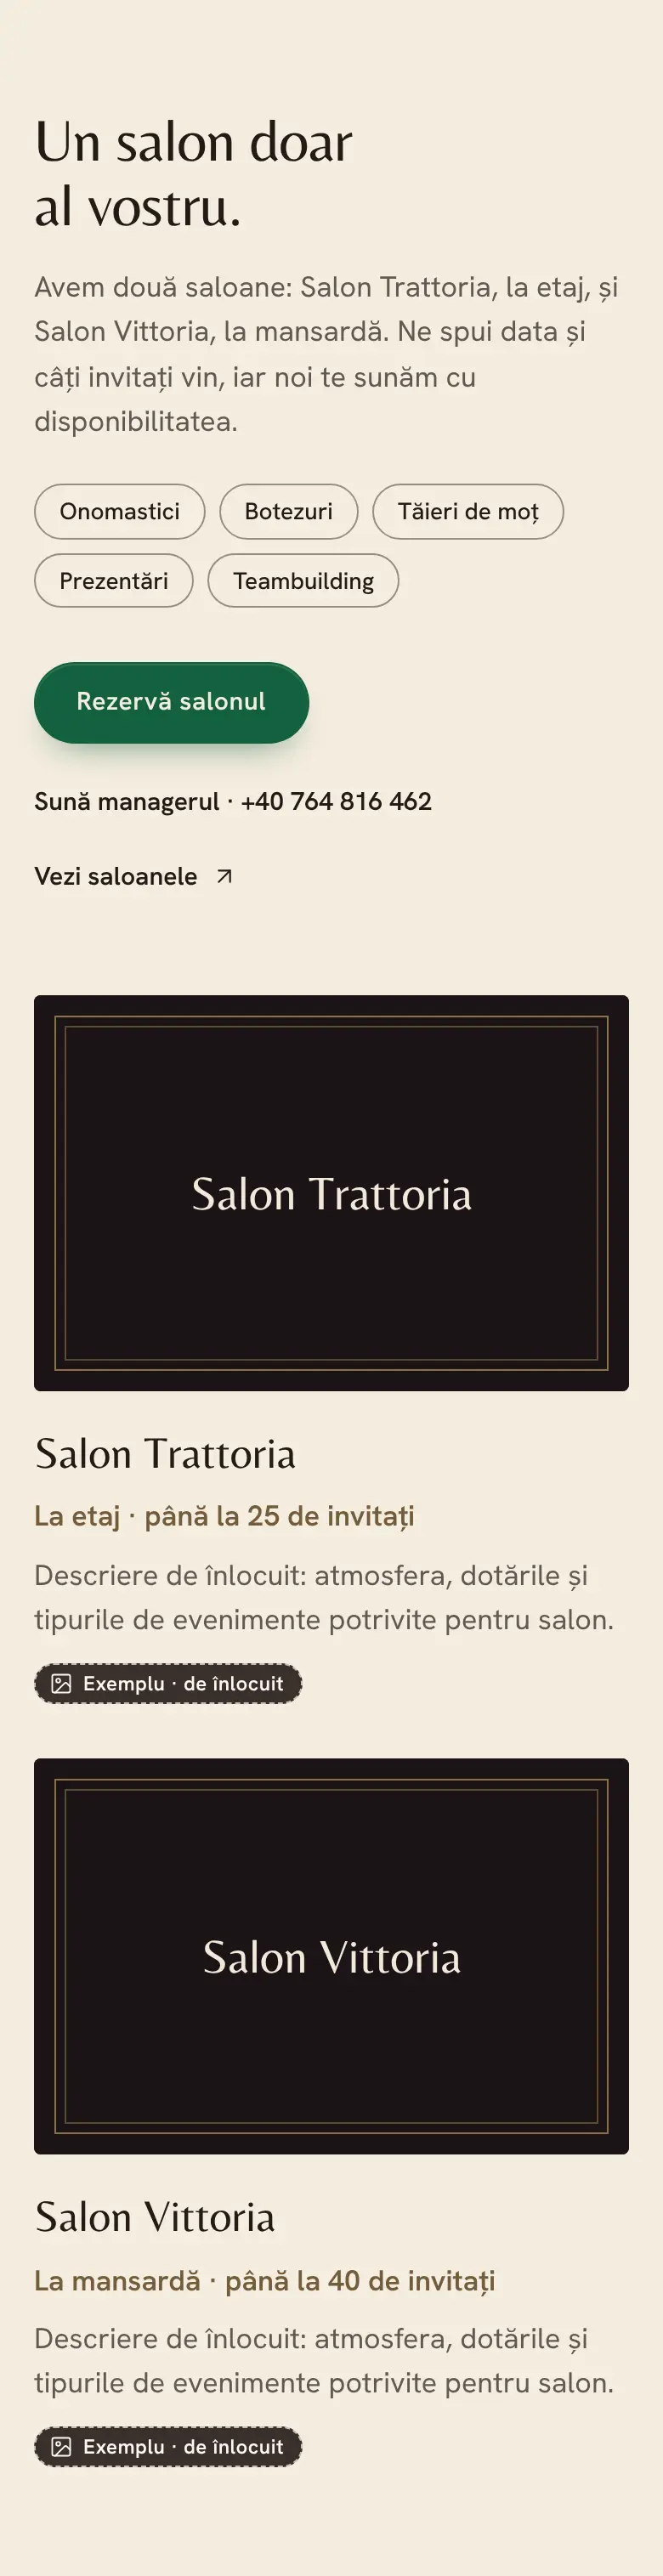 Un salon doar
al vostru.
Avem două saloane: Salon Trattoria, la etaj, și
Salon Vittoria, la mansardă. Ne spui data și
câți invitați vin, iar noi te sunăm cu
disponibilitatea.
Onomastici Botezuri Tăieri de moț
Prezentări Teambuilding
Rezervă salonul
Sună managerul · +40 764 816 462
Vezi saloanele
Salon Trattoria
Salon Trattoria
La etaj · până la 25 de invitați
Descriere de înlocuit: atmosfera, dotările și
tipurile de evenimente potrivite pentru salon.
Exemplu · de înlocuit
Salon Vittoria
Salon Vittoria
La mansardă · până la 40 de invitați
Descriere de înlocuit: atmosfera, dotările și
tipurile de evenimente potrivite pentru salon.
Exemplu · de înlocuit